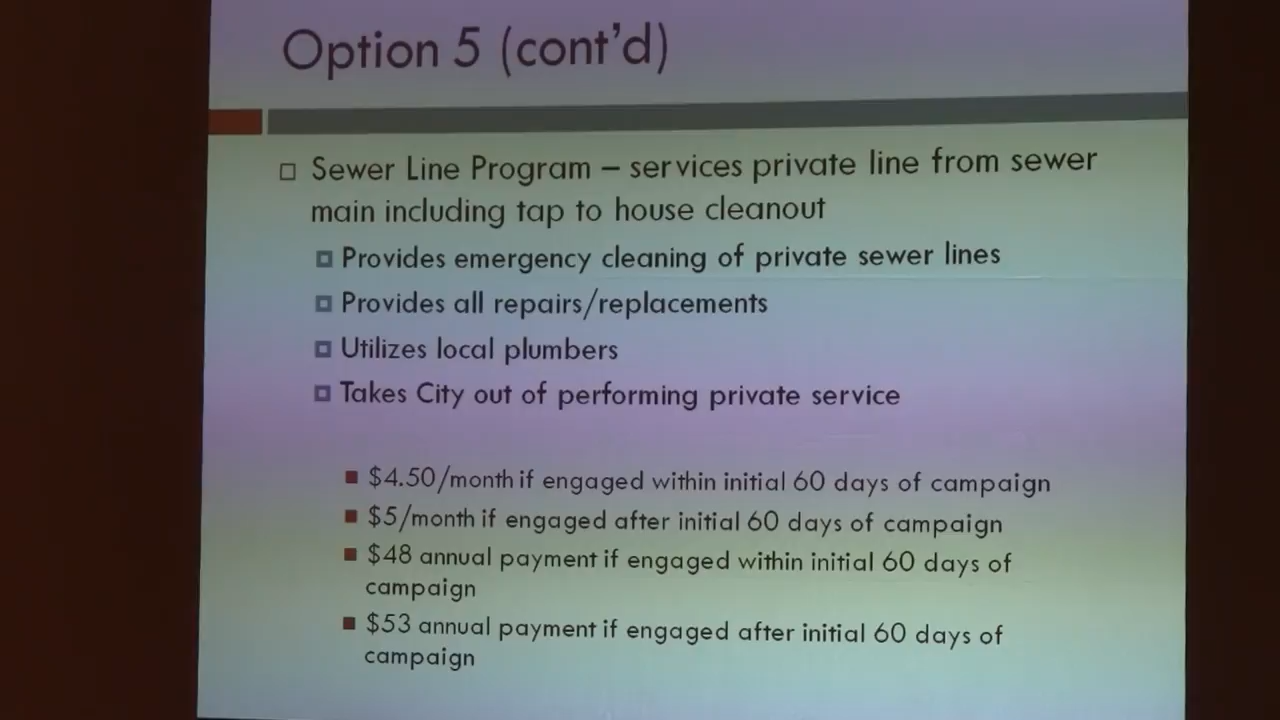 Option 5 (cont'd)
Sewer Line Program – services private line from sewer
main including tap to house cleanout
Provides emergency cleaning of private sewer lines
Provides all repairs/replacements
Utilizes local plumbers
Takes City out of performing private service
$4.50/month if engaged within initial 60 days of campaign
$5/month if engaged after initial 60 days of campaign
$48 annual payment if engaged within initial 60 days of
campaign
$53 annual payment if engaged after initial 60 days of
campaign